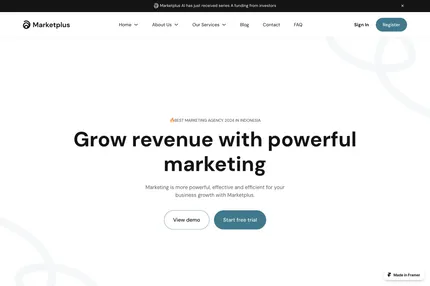 Marketplus AI has just received series A funding from investors
Marketplus
Home
About Us
Our Services
Blog
Contact
FAQ
Sign In
Register
BEST MARKETING AGENCY 2024 IN INDONESIA
Grow revenue with powerful
marketing
Marketing is more powerful, effective and efficient for your
business growth with Marketplus.
View demo
Start free trial
Made in Framer